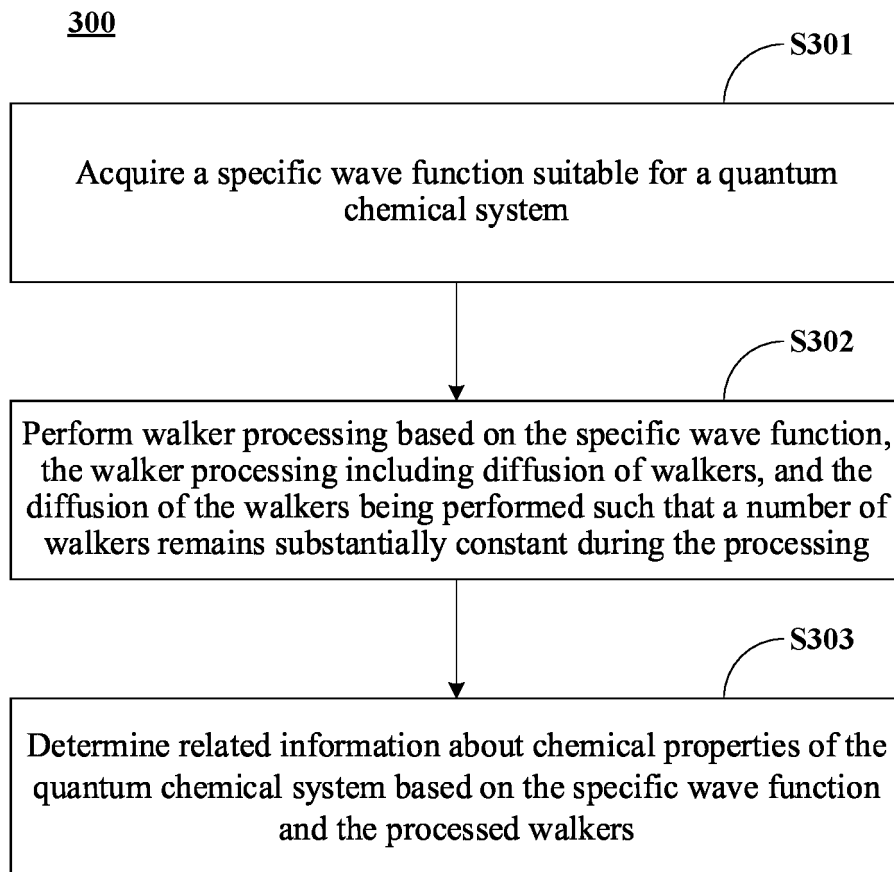 300
S301
Acquire a specific wave function suitable for a quantum
chemical system
S302
Perform walker processing based on the specific wave function,
the walker processing including diffusion of walkers, and the
diffusion of the walkers being performed such that a number of
walkers remains substantially constant during the processing
S303
Determine related information about chemical properties of the
quantum chemical system based on the specific wave function
and the processed walkers